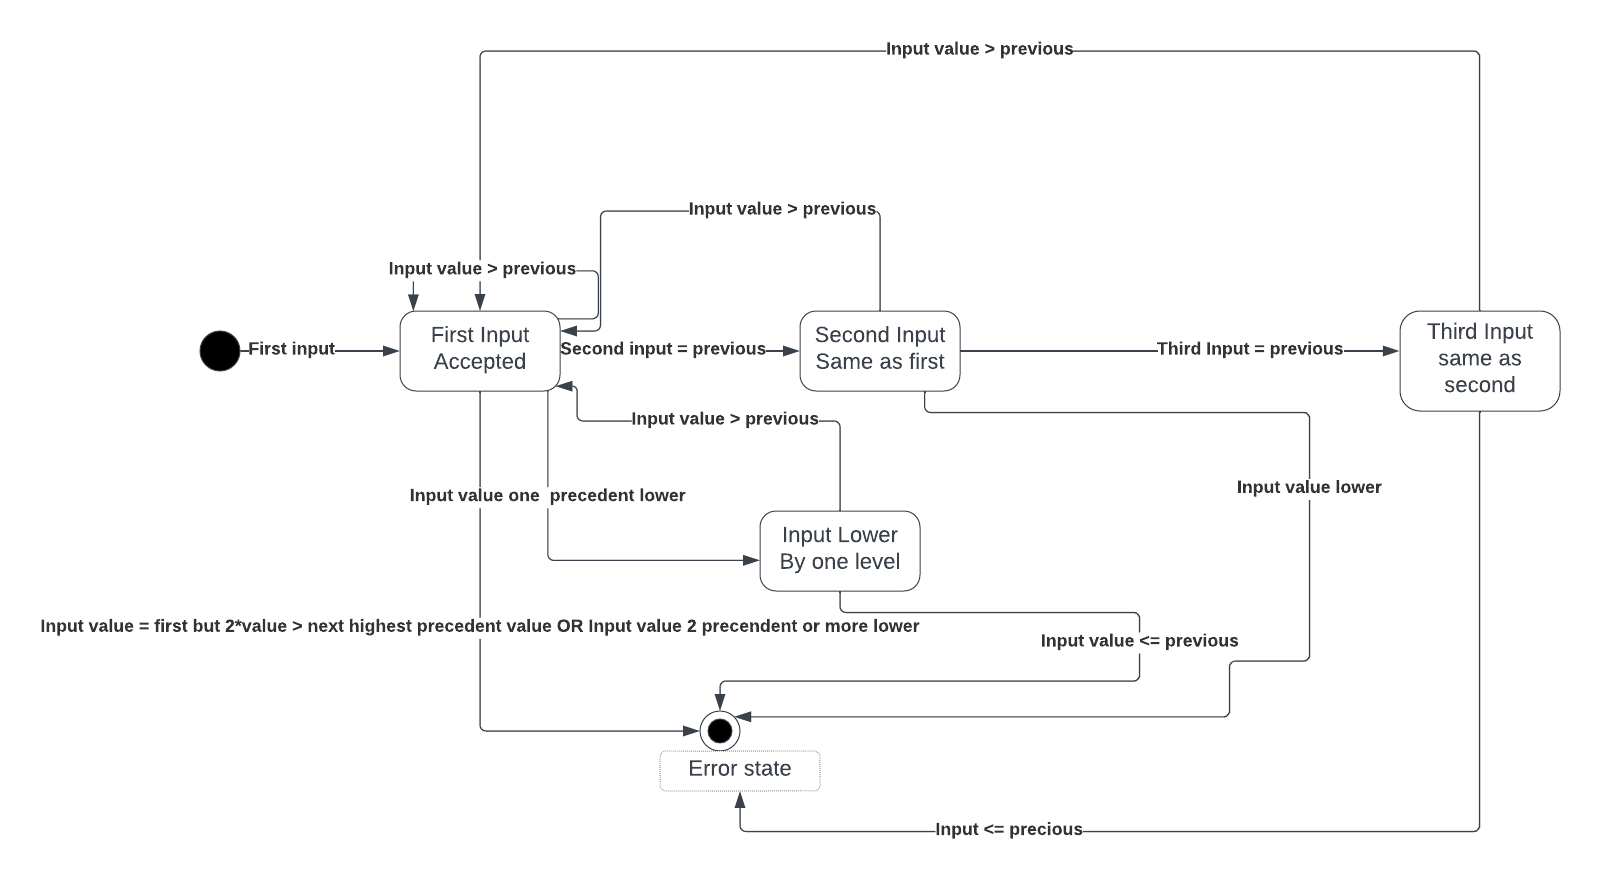 Input value > previous
Input value > previous
Input value > previous
First Input
Accepted
Second Input
Same as first
Third Input
same as
second
First input
Second input = previous
Third Input = previous
Input value > previous
Input value lower
Input value one  precedent lower
Input Lower
By one level
Input value = first but 2*value > next highest precedent value OR Input value 2 precendent or more lower
Input value <= previous
Error state
Input <= precious